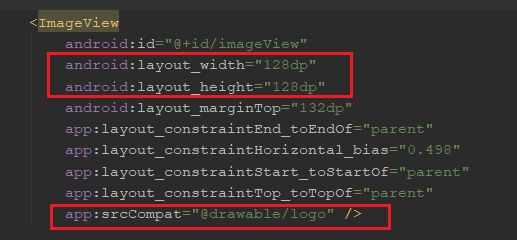 <ImageView
android:id="@+id/imageView"
android:layout_width="128dp"
android:layout_height="128dp"
android:layout_marginTop="132dp"
app:layout_constraintEnd_toEndOf="parent"
app:layout_constraintHorizontal_bias="0.498"
app:layout_constraintStart_toStartOf="parent"
app:layout_constraintTop_toTopOf="parent"
app:srcCompat="@drawable/logo" />